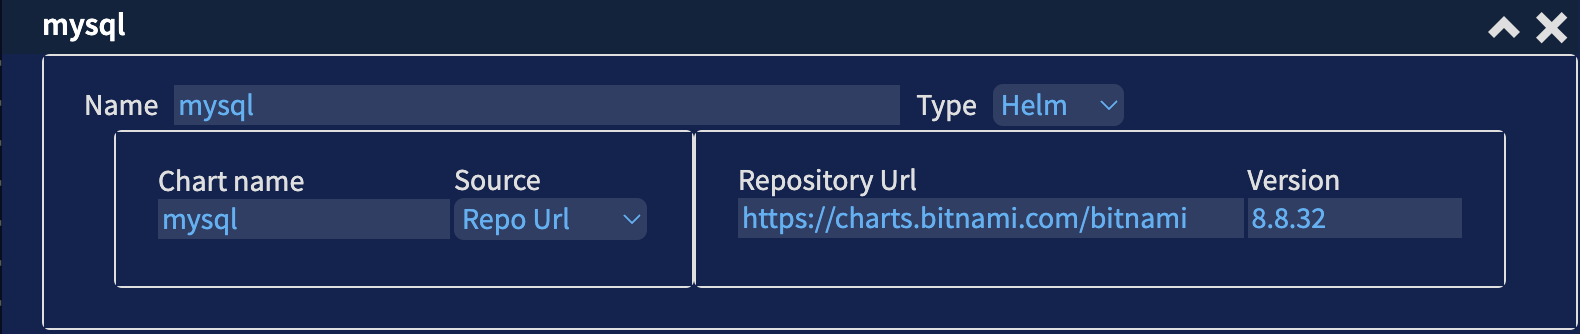 mysql
Name mysql Type Helm
Chart name Source Repository Url Version
mysql Repo Url https://charts.bitnami.com/bitnami 8.8.32